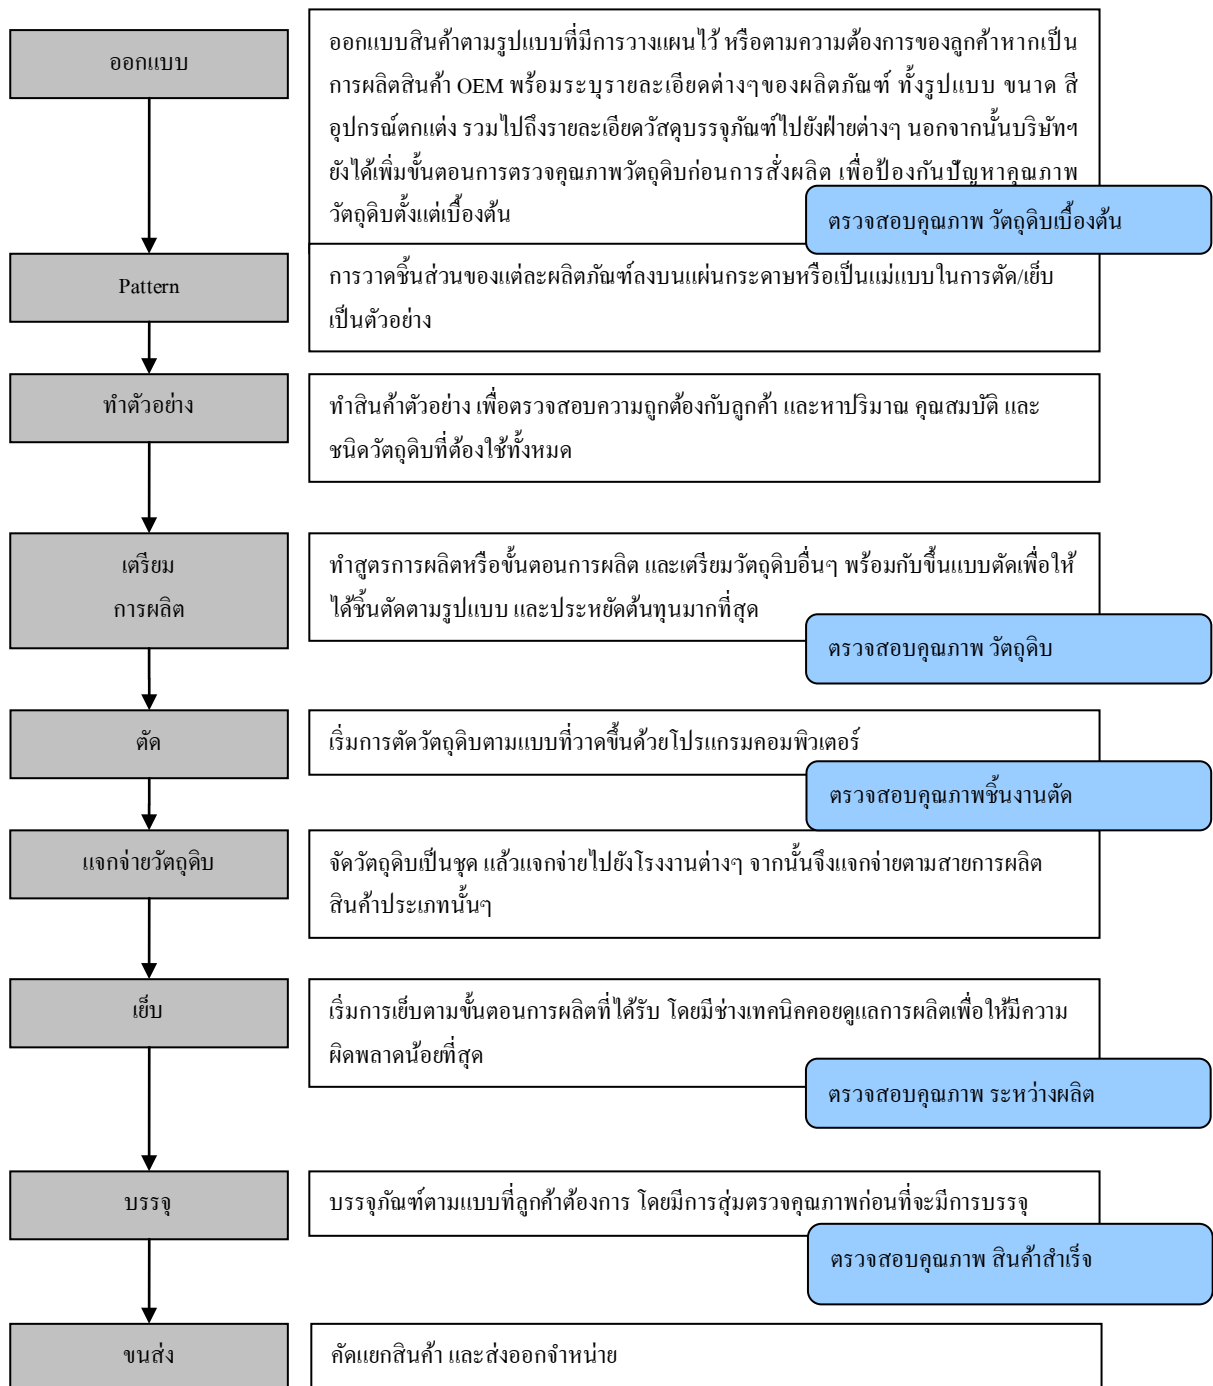 ออกแบบ
ออกแบบสินค้าตามรูปแบบที่มีการวางแผนไว้ หรือตามความต้องการของลูกค้าหากเป็น
การผลิตสินค้า OEM พร้อมระบุรายละเอียดต่างๆของผลิตภัณฑ์ ทั้งรูปแบบ ขนาด สี
อุปกรณ์ตกแต่ง รวมไปถึงรายละเอียดวัสดุบรรจุภัณฑ์ไปยังฝ่ายต่างๆ นอกจากนั้นบริษัทฯ
ยังได้เพิ่มขั้นตอนการตรวจคุณภาพวัตถุดิบก่อนการสั่งผลิต เพื่อป้องกันปัญหาคุณภาพ
วัตถุดิบตั้งแต่เบื้องต้น
ตรวจสอบคุณภาพ วัตถุดิบเบื้องต้น
Pattern
การวาดชิ้นส่วนของแต่ละผลิตภัณฑ์ลงบนแผ่นกระดาษหรือเป็นแม่แบบในการตัด/เย็บ
เป็นตัวอย่าง
ทำตัวอย่าง
ทำสินค้าตัวอย่าง เพื่อตรวจสอบความถูกต้องกับลูกค้า และหาปริมาณ คุณสมบัติ และ
ชนิดวัตถุดิบที่ต้องใช้ทั้งหมด
เตรียม
การผลิต
ทำสูตรการผลิตหรือขั้นตอนการผลิต และเตรียมวัตถุดิบอื่นๆ พร้อมกับขึ้นแบบตัดเพื่อให้
ได้ชิ้นตัดตามรูปแบบ และประหยัดต้นทุนมากที่สุด
ตรวจสอบคุณภาพ วัตถุดิบ
ตัด
เริ่มการตัดวัตถุดิบตามแบบที่วาดขึ้นด้วยโปรแกรมคอมพิวเตอร์
ตรวจสอบคุณภาพชิ้นงานตัด
แจกจ่ายวัตถุดิบ
จัดวัตถุดิบเป็นชุด แล้วแจกจ่ายไปยังโรงงานต่างๆ จากนั้นจึงแจกจ่ายตามสายการผลิต
สินค้าประเภทนั้นๆ
เย็บ
เริ่มการเย็บตามขั้นตอนการผลิตที่ได้รับ โดยมีช่างเทคนิคคอยดูแลการผลิตเพื่อให้มีความ
ผิดพลาดน้อยที่สุด
ตรวจสอบคุณภาพ ระหว่างผลิต
บรรจุ
บรรจุภัณฑ์ตามแบบที่ลูกค้าต้องการ โดยมีการสุ่มตรวจคุณภาพก่อนที่จะมีการบรรจุ
ตรวจสอบคุณภาพ สินค้าสำเร็จ
ขนส่ง
คัดแยกสินค้า และส่งออกจำหน่าย